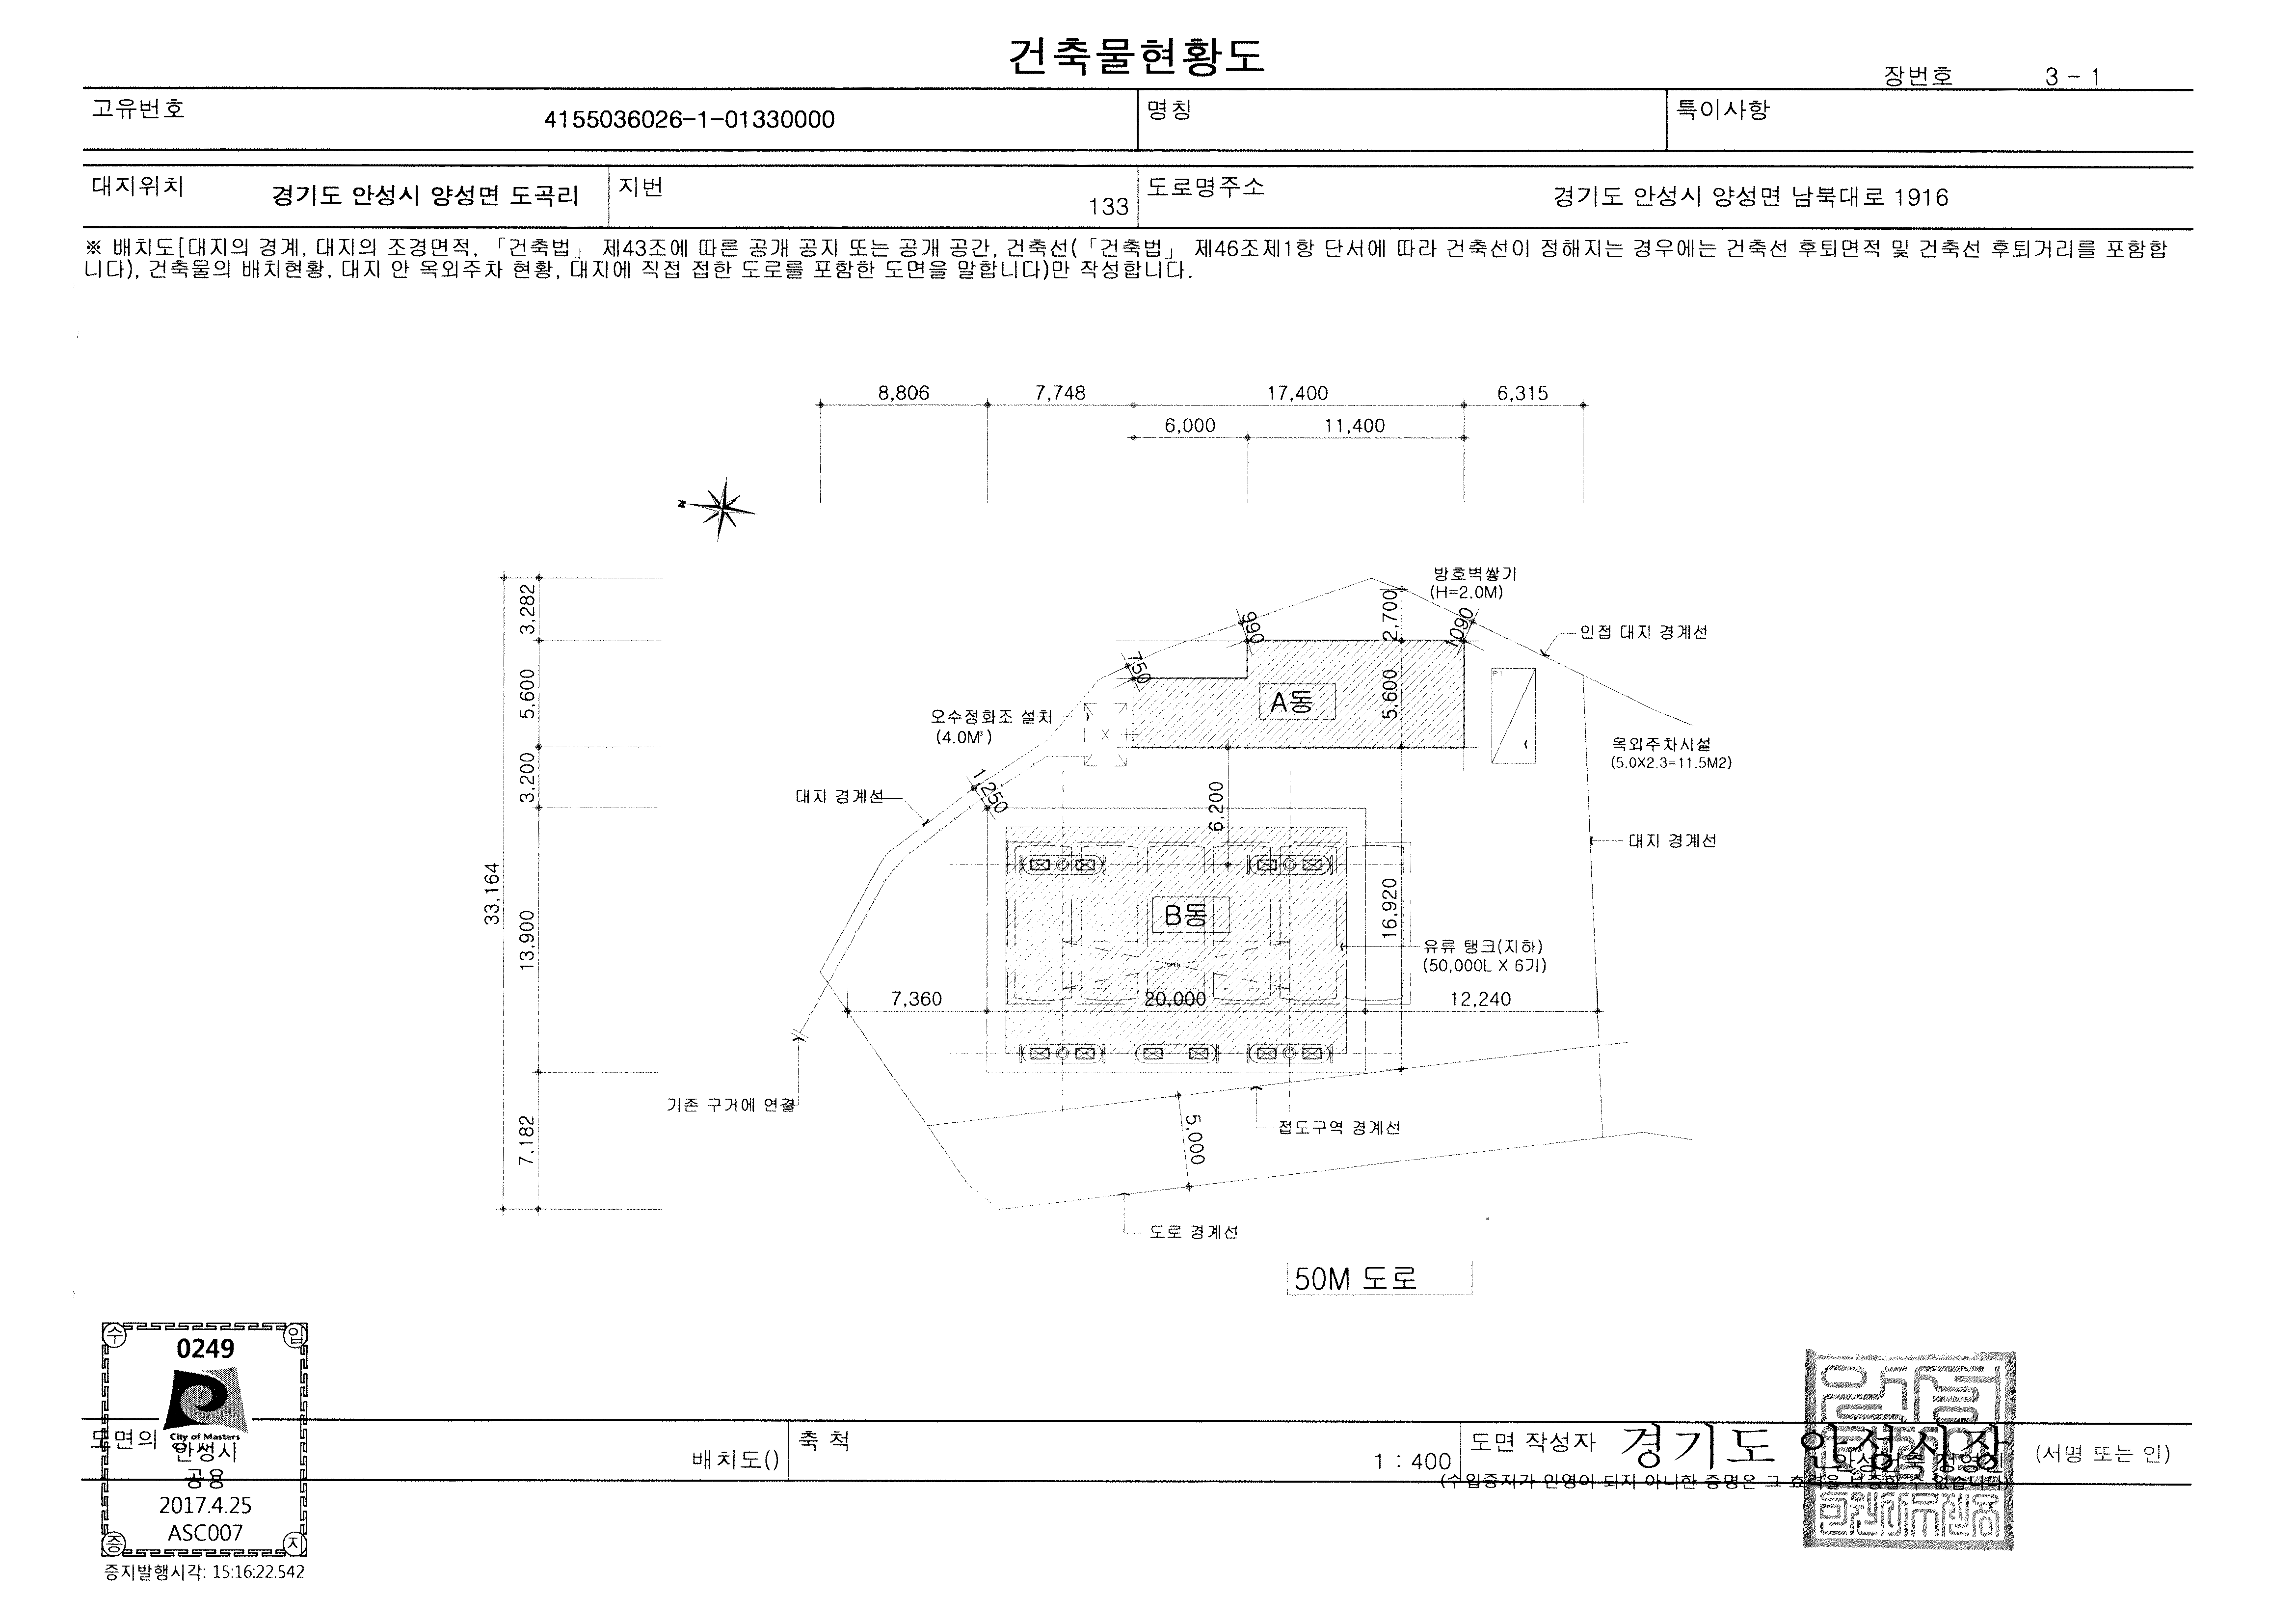 건축물현황도
장번호 3 - 1
고유번호 4155036026-1-01330000 명칭 특이사항
대지위치 경기도 안성시 양성면 도곡리 지번 133 도로명주소 경기도 안성시 양성면 남북대로 1916
※ 배치도[대지의 경계, 대지의 조경면적, 「건축법」 제43조에 따른 공개 공지 또는 공개 공간, 건축선(「건축법」 제46조제1항 단서에 따라 건축선이 정해지는 경우에는 건축선 후퇴면적 및 건축선 후퇴거리를 포함합
니다), 건축물의 배치현황, 대지 안 옥외주차 현황, 대지에 직접 접한 도로를 포함한 도면을 말합니다)만 작성합니다.
8,806 7,748 17,400 6,315
6,000 11,400
N
3,282
5,600
3,200
13,900
7,182
33,164
방호벽쌓기
(H=2.0M)
990
2,700
1090
인접 대지 경계선
750
P1
A동
5,600
오수정화조 설치
(4.0M³)
옥외주차시설
(5.0X2.3=11.5M2)
1,250
대지 경계선
6,200
대지 경계선
B동
16,920
유류 탱크(지하)
(50,000L X 6기)
OPEN
7,360 20,000 12,240
기존 구거에 연결
5,000
접도구역 경계선
도로 경계선
50M 도로
수 입
0249
City of Masters
안성시
공용
2017.4.25
ASC007
증 지
증지발행시각: 15:16:22.542
도면의
배치도()
축 척 1 : 400
도면 작성자 경기도 안성시장 (서명 또는 인)
(수입증지가 인영이 되지 아니한 증명은 그 효력을 보증할 수 없습니다)